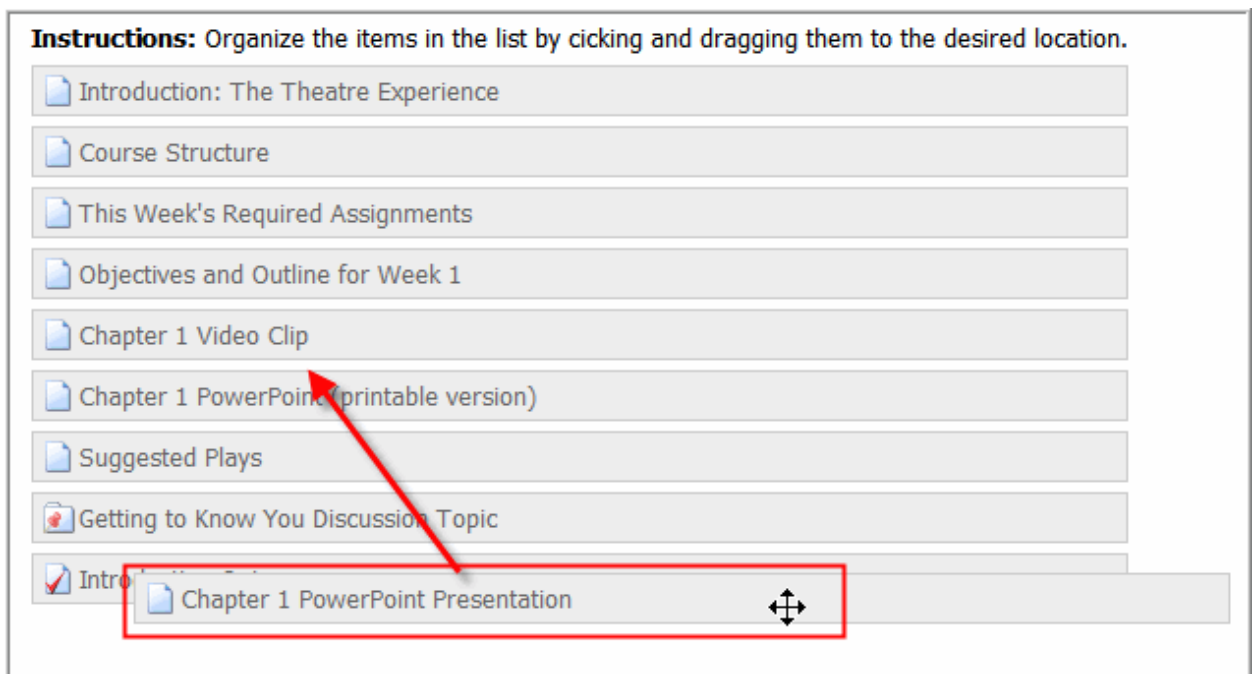 Instructions: Organize the items in the list by cicking and dragging them to the desired location.
Introduction: The Theatre Experience
Course Structure
This Week's Required Assignments
Objectives and Outline for Week 1
Chapter 1 Video Clip
Chapter 1 PowerPoint (printable version)
Suggested Plays
Getting to Know You Discussion Topic
Chapter 1 PowerPoint Presentation